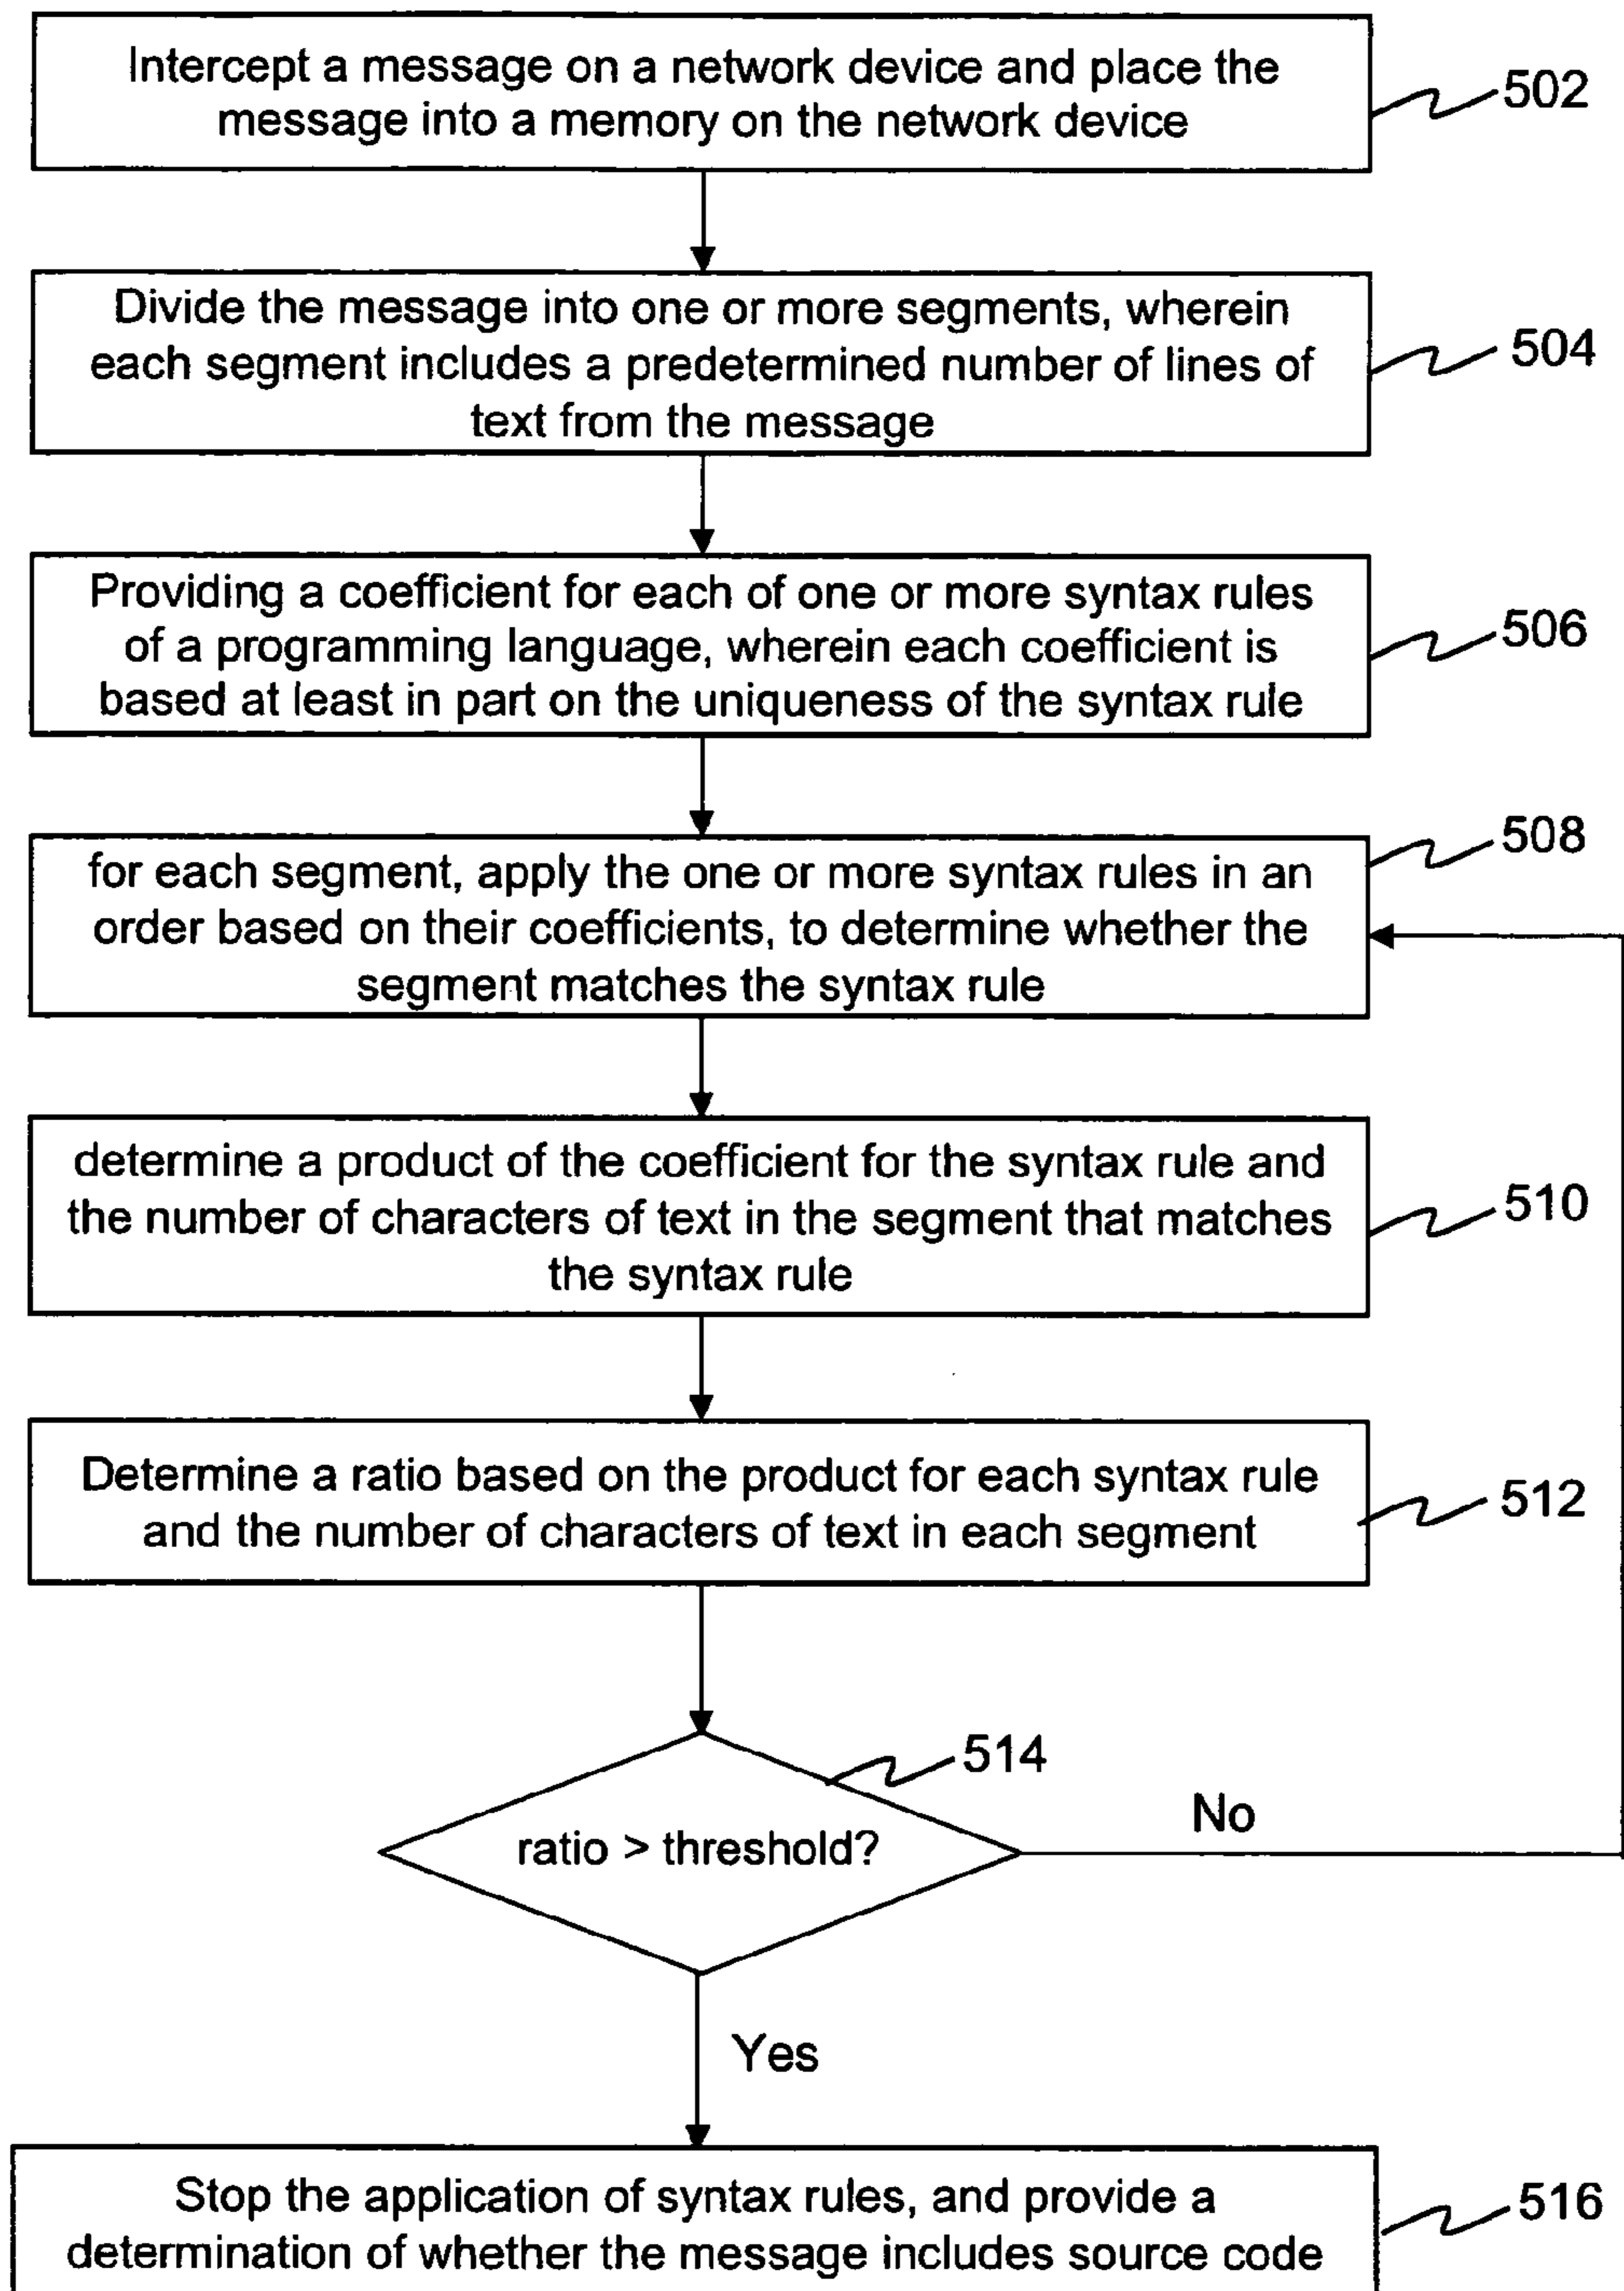 Intercept a message on a network device and place the
message into a memory on the network device
502
Divide the message into one or more segments, wherein
each segment includes a predetermined number of lines of
text from the message
504
Providing a coefficient for each of one or more syntax rules
of a programming language, wherein each coefficient is
based at least in part on the uniqueness of the syntax rule
506
for each segment, apply the one or more syntax rules in an
order based on their coefficients, to determine whether the
segment matches the syntax rule
508
determine a product of the coefficient for the syntax rule and
the number of characters of text in the segment that matches
the syntax rule
510
Determine a ratio based on the product for each syntax rule
and the number of characters of text in each segment
512
514
ratio > threshold?
No
Yes
Stop the application of syntax rules, and provide a
determination of whether the message includes source code
516